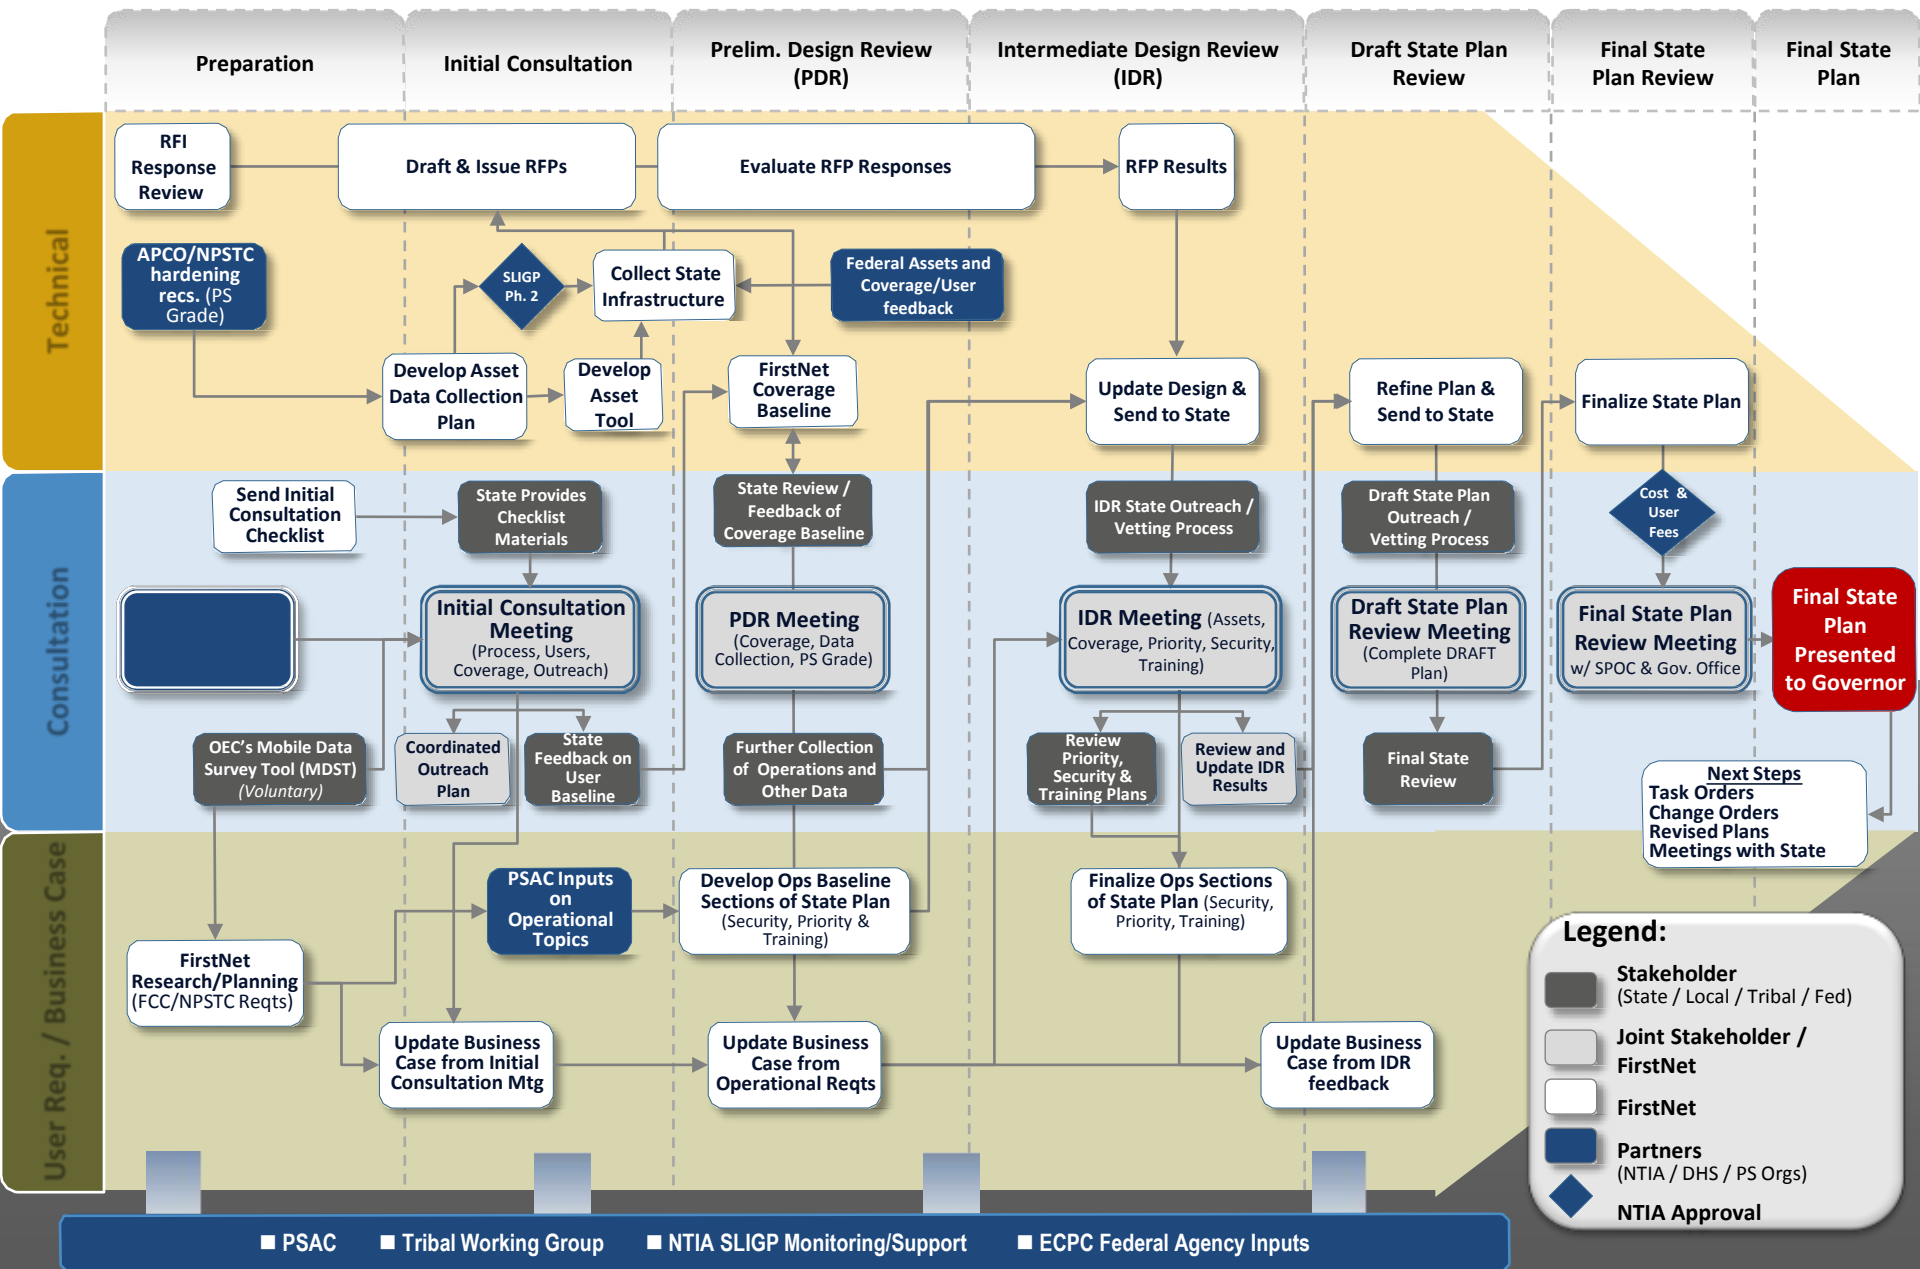 Preparation
Initial Consultation
Prelim. Design Review
(PDR)
Intermediate Design Review
(IDR)
Draft State Plan
Review
Final State
Plan Review
Final State
Plan
Technical
RFI
Response
Review
Draft & Issue RFPs
Evaluate RFP Responses
RFP Results
APCO/NPSTC
hardening
recs. (PS
Grade)
SLIGP
Ph. 2
Collect State
Infrastructure
Federal Assets and
Coverage/User
feedback
Develop Asset
Data Collection
Plan
Develop
Asset
Tool
FirstNet
Coverage
Baseline
Update Design &
Send to State
Refine Plan &
Send to State
Finalize State Plan
Consultation
Send Initial
Consultation
Checklist
State Provides
Checklist
Materials
State Review /
Feedback of
Coverage Baseline
IDR State Outreach /
Vetting Process
Draft State Plan
Outreach /
Vetting Process
Cost &
User
Fees
Initial Consultation
Meeting
(Process, Users,
Coverage, Outreach)
PDR Meeting
(Coverage, Data
Collection, PS Grade)
IDR Meeting (Assets,
Coverage, Priority, Security,
Training)
Draft State Plan
Review Meeting
(Complete DRAFT
Plan)
Final State Plan
Review Meeting
w/ SPOC & Gov. Office
Final State
Plan
Presented
to Governor
OEC's Mobile Data
Survey Tool (MDST)
(Voluntary)
Coordinated
Outreach
Plan
State
Feedback on
User
Baseline
Further Collection
of Operations and
Other Data
Review
Priority,
Security &
Training Plans
Review and
Update IDR
Results
Final State
Review
Next Steps
Task Orders
Change Orders
Revised Plans
Meetings with State
User Req. / Business Case
PSAC Inputs
on
Operational
Topics
Develop Ops Baseline
Sections of State Plan
(Security, Priority &
Training)
Finalize Ops Sections
of State Plan (Security,
Priority, Training)
FirstNet
Research/Planning
(FCC/NPSTC Reqts)
Update Business
Case from Initial
Consultation Mtg
Update Business
Case from
Operational Reqts
Update Business
Case from IDR
feedback
Legend:
Stakeholder
(State / Local / Tribal / Fed)
Joint Stakeholder /
FirstNet
FirstNet
Partners
(NTIA / DHS / PS Orgs)
NTIA Approval
■ PSAC ■ Tribal Working Group ■ NTIA SLIGP Monitoring/Support ■ ECPC Federal Agency Inputs